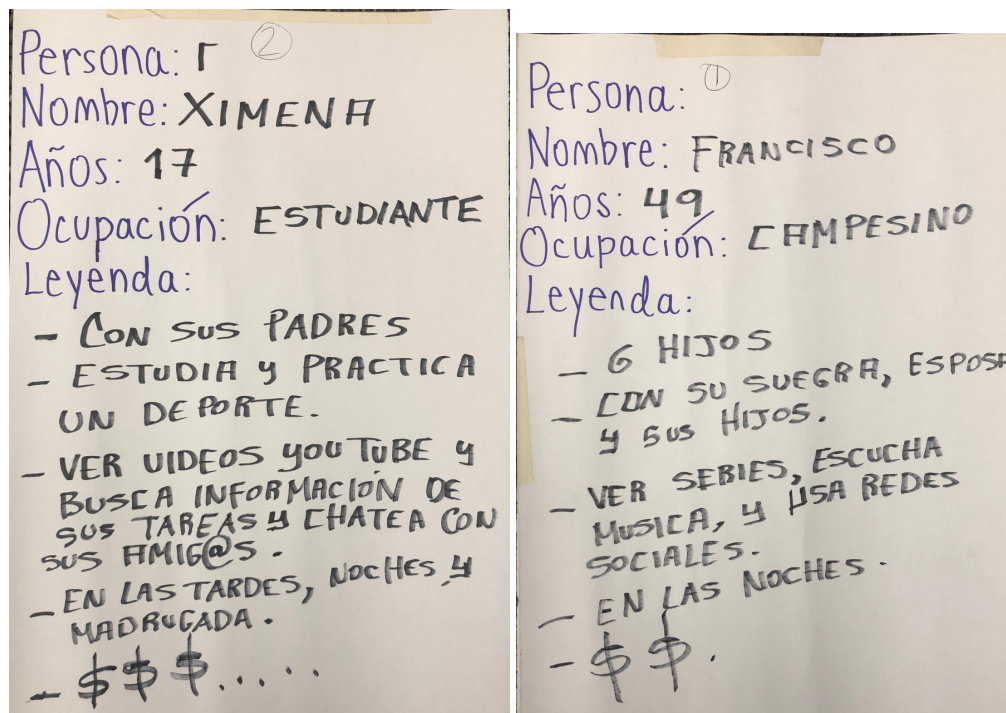 Persona: r ②
Nombre: XIMENA
Años: 17
Ocupación: ESTUDIANTE
Leyenda:
- CON SUS PADRES
- ESTUDIA y PRACTICA
UN DEPORTE.
- VER VIDEOS YOUTUBE y
BUSCA INFORMACIÓN DE
SUS TAREAS Y CHATEA CON
SUS AMIG@S.
- EN LAS TARDES, NOCHES Y
MADRUGADA.
- $ $ $.....
Persona: ①
Nombre: FRANCISCO
Años: 49
Ocupación: CAMPESINO
Leyenda:
- 6 HIJOS
- CON SU SUEGRA, ESPOSA
Y SUS HIJOS.
- VER SERIES, ESCUCHA
MUSICA, Y USA REDES
SOCIALES.
- EN LAS NOCHES.
- $ $.